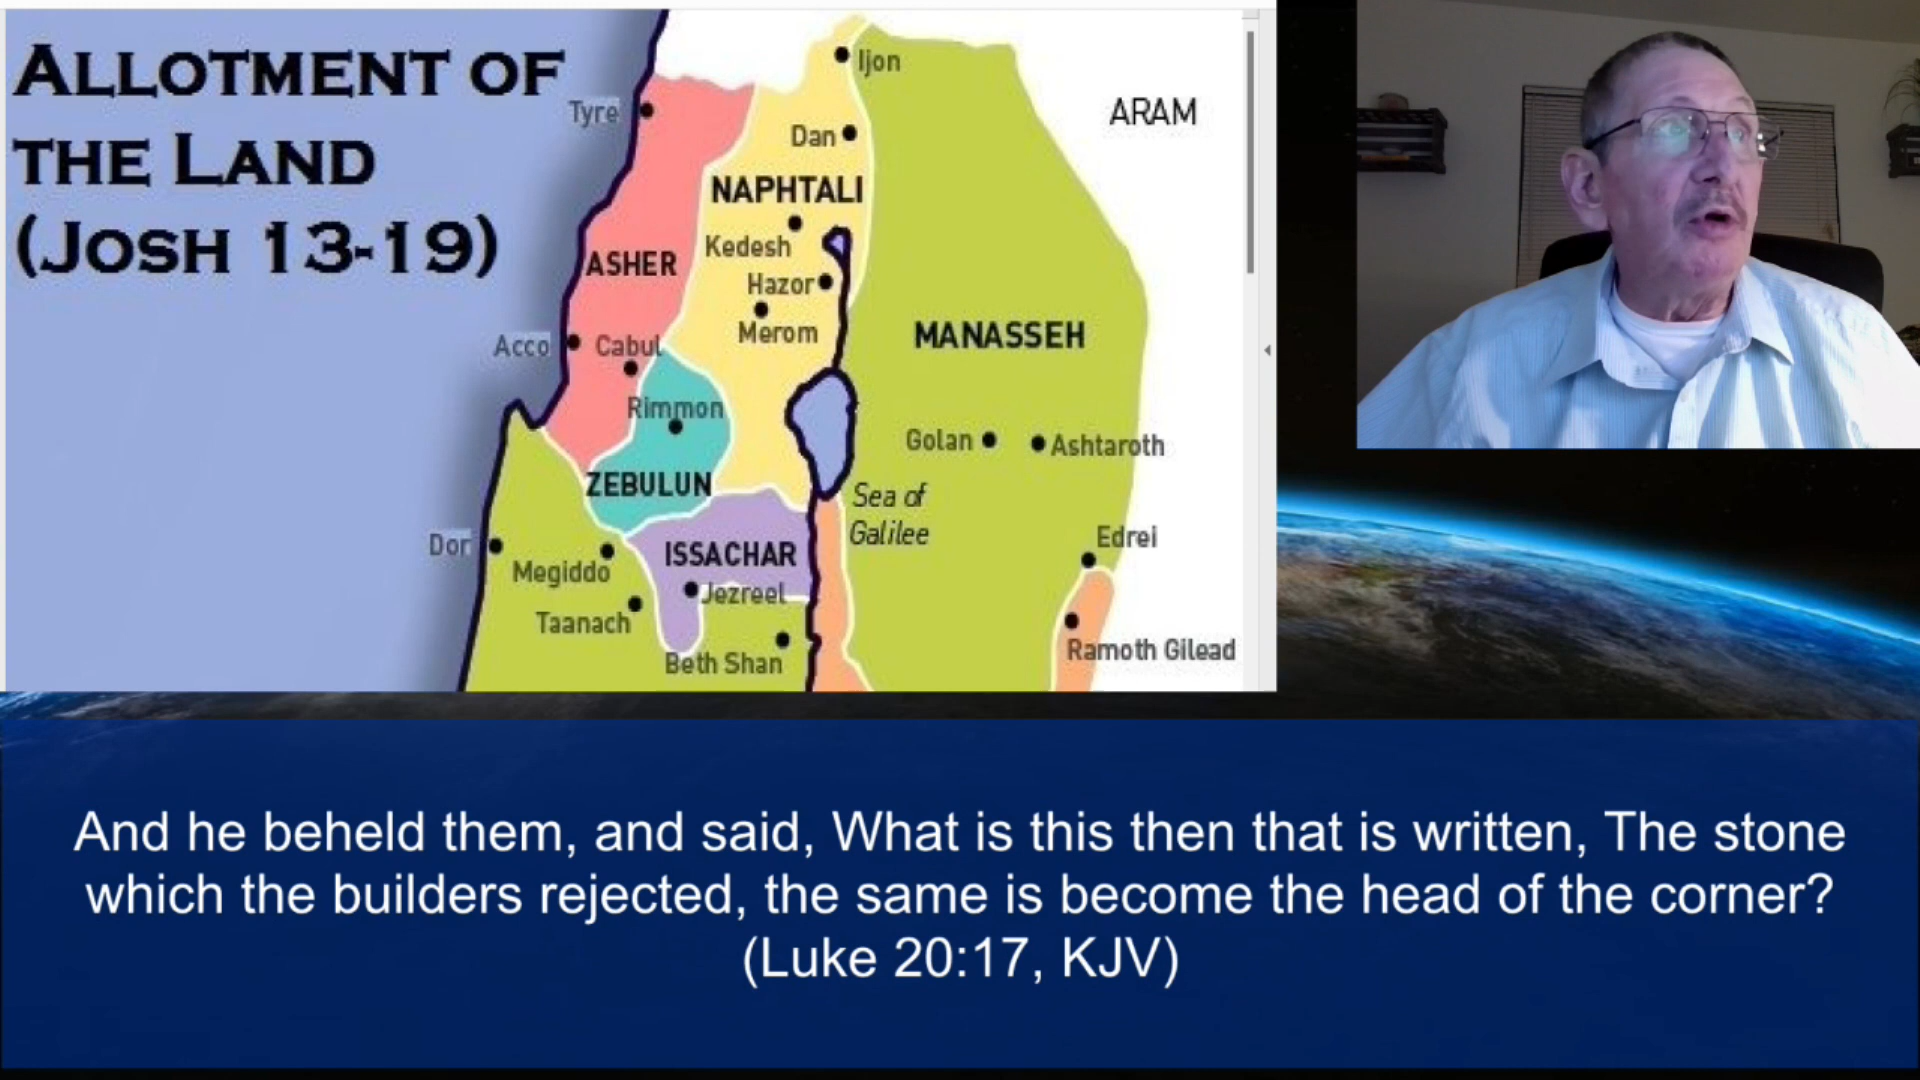 ALLOTMENT OF
THE LAND
(JOSH 13-19)
Ijon
Tyre
ARAM
Dan
NAPHTALI
Kedesh
ASHER
Hazor
Merom
MANASSEH
Acco
Cabul
Rimmon
Golan
Ashtaroth
ZEBULUN
Sea of
Galilee
Edrei
Dor
ISSACHAR
Megiddo
Jezreel
Taanach
Ramoth Gilead
Beth Shan
And he beheld them, and said, What is this then that is written, The stone
which the builders rejected, the same is become the head of the corner?
(Luke 20:17, KJV)